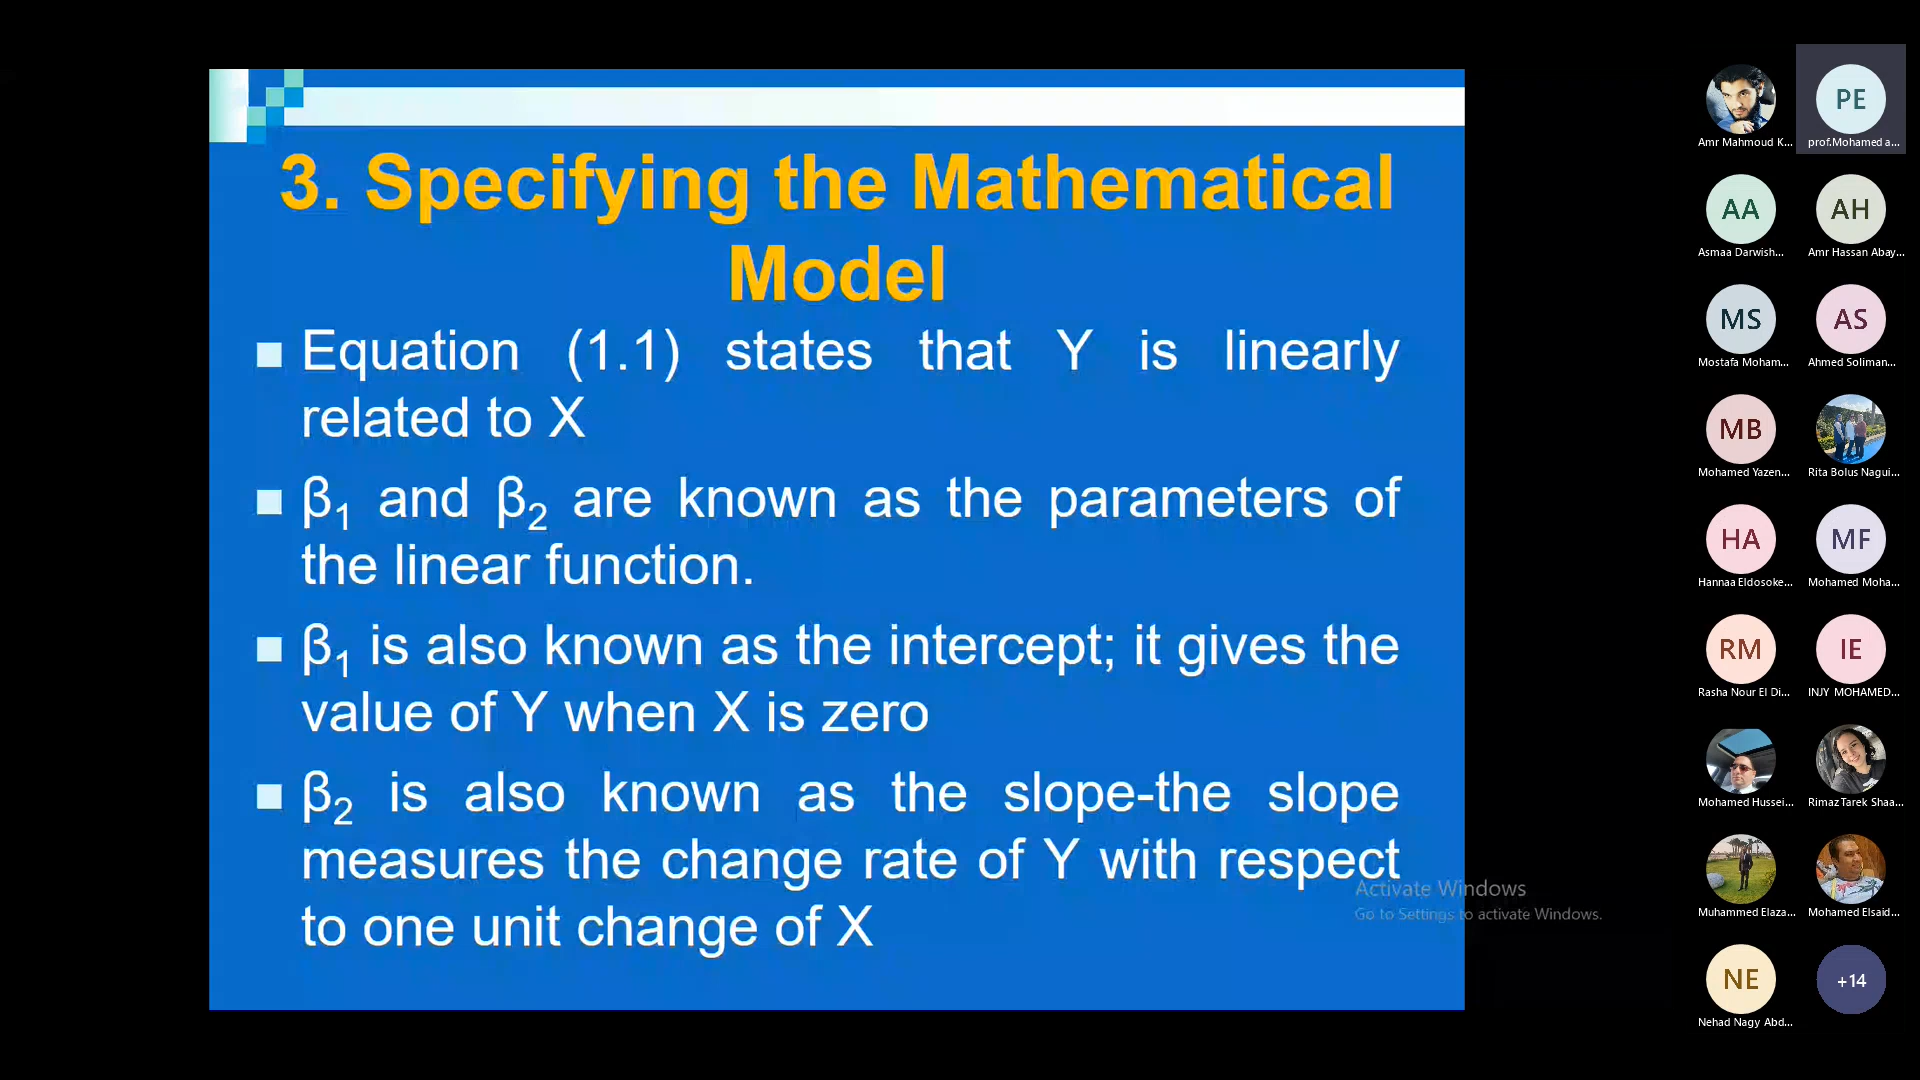 3. Specifying the Mathematical
Model
Equation (1.1) states that Y is linearly
related to X
β1 and β2 are known as the parameters of
the linear function.
β1 is also known as the intercept; it gives the
value of Y when X is zero
β2 is also known as the slope-the slope
measures the change rate of Y with respect
to one unit change of X
Activate Windows
Go to Settings to activate Windows.
Amr Mahmoud K...
PE
prof.Mohamed a...
AA
Asmaa Darwish...
AH
Amr Hassan Abay...
MS
Mostafa Moham...
AS
Ahmed Soliman...
MB
Mohamed Yazen...
Rita Bolus Nagui...
HA
Hannaa Eldosoke...
MF
Mohamed Moha...
RM
Rasha Nour El Di...
IE
INJY MOHAMED...
Mohamed Hussei...
Rimaz Tarek Shaa...
Muhammed Elaza...
Mohamed Elsaid...
NE
Nehad Nagy Abd...
+14